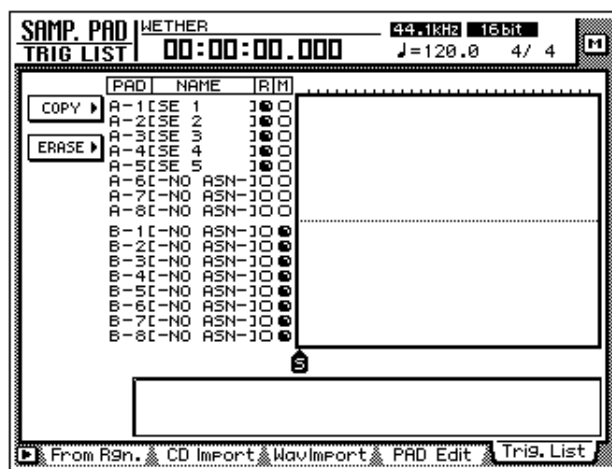 SAMP. PAD
TRIG LIST
WETHER
00:00:00.000
44.1kHz 16bit
♩=120.0 4/ 4
M
PAD NAME R M
COPY
ERASE
A-1[SE 1 ]
A-2[SE 2 ]
A-3[SE 3 ]
A-4[SE 4 ]
A-5[SE 5 ]
A-6[-NO ASN-]
A-7[-NO ASN-]
A-8[-NO ASN-]
B-1[-NO ASN-]
B-2[-NO ASN-]
B-3[-NO ASN-]
B-4[-NO ASN-]
B-5[-NO ASN-]
B-6[-NO ASN-]
B-7[-NO ASN-]
B-8[-NO ASN-]
S
From Rgn. CD Import WavImport PAD Edit Trig. List